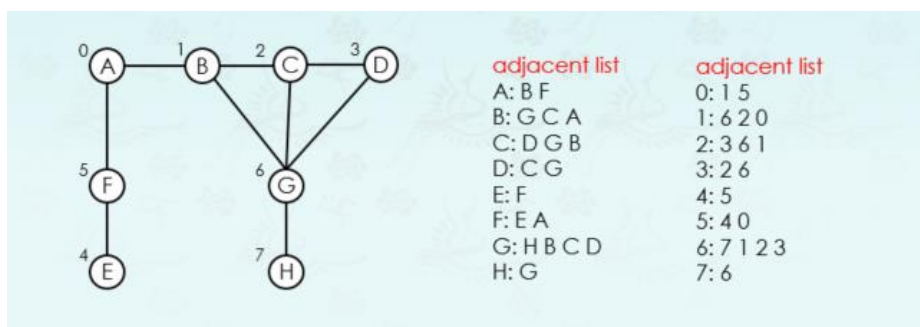 0 A 1 B 2 C 3 D
5 F 6 G
4 E 7 H
adjacent list
A: B F
B: G C A
C: D G B
D: C G
E: F
F: E A
G: H B C D
H: G
adjacent list
0: 1 5
1: 6 2 0
2: 3 6 1
3: 2 6
4: 5
5: 4 0
6: 7 1 2 3
7: 6